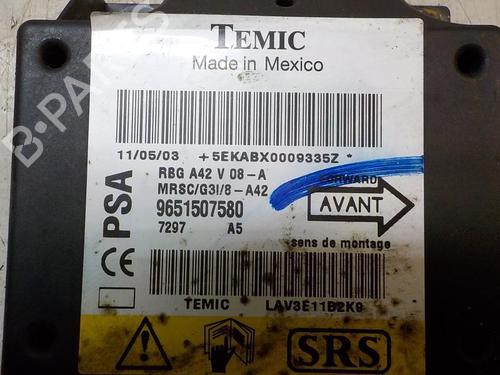 TEMIC
Made in Mexico
11/05/03 +5EKABX0009335Z *
RBG A42 V 08-A
MRSC/G3I/8-A42
9651507580
7297 A5
PSA
CE
FORWARD
AVANT
sens de montage
TEMIC LAV3E11B2K9
SRS
B-PARTS